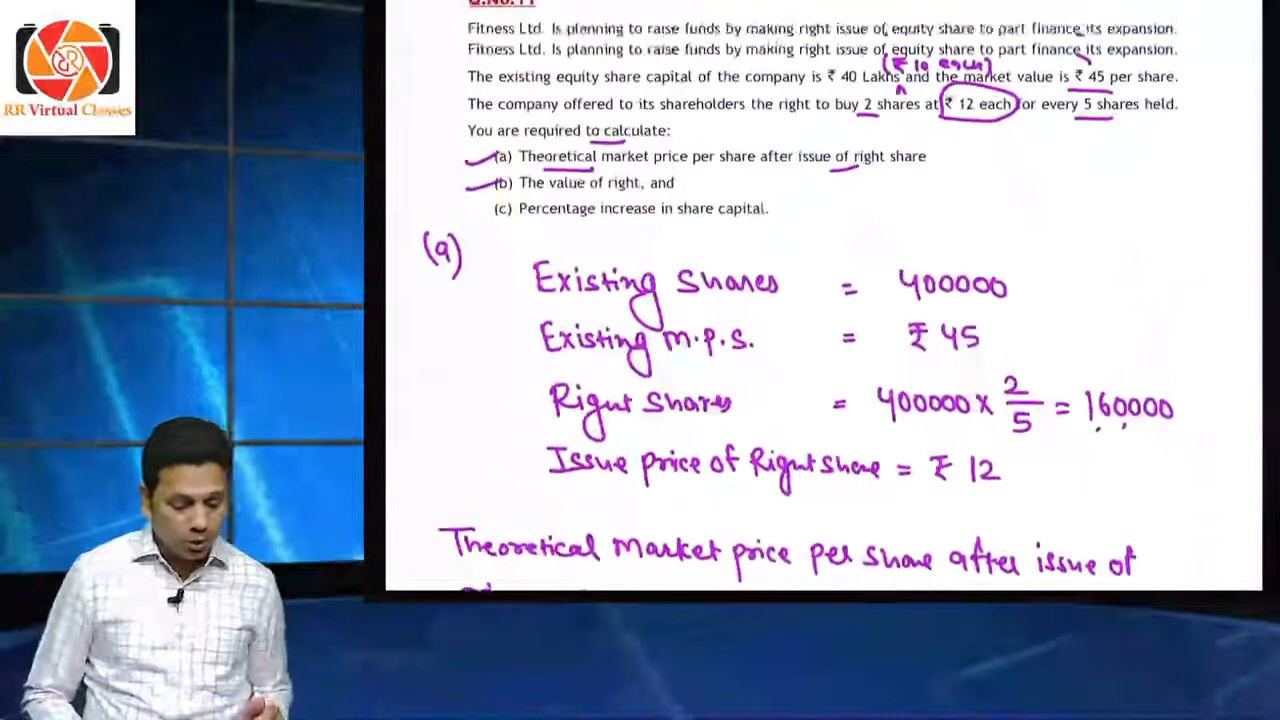 RR Virtual Classes
Fitness Ltd. Is planning to raise funds by making right issue of equity share to part finance its expansion.
Fitness Ltd. Is planning to raise funds by making right issue of equity share to part finance its expansion.
(₹ 10 each)
The existing equity share capital of the company is ₹ 40 Lakhs and the market value is ₹ 45 per share.
The company offered to its shareholders the right to buy 2 shares at ₹ 12 each for every 5 shares held.
You are required to calculate:
(a) Theoretical market price per share after issue of right share
(b) The value of right, and
(c) Percentage increase in share capital.
(a)
Existing Shares = 400000
Existing M.P.S. = ₹ 45
Right Shares = 400000 × 2/5 = 160000
Issue price of Right Share = ₹ 12
Theoretical Market price per share after issue of